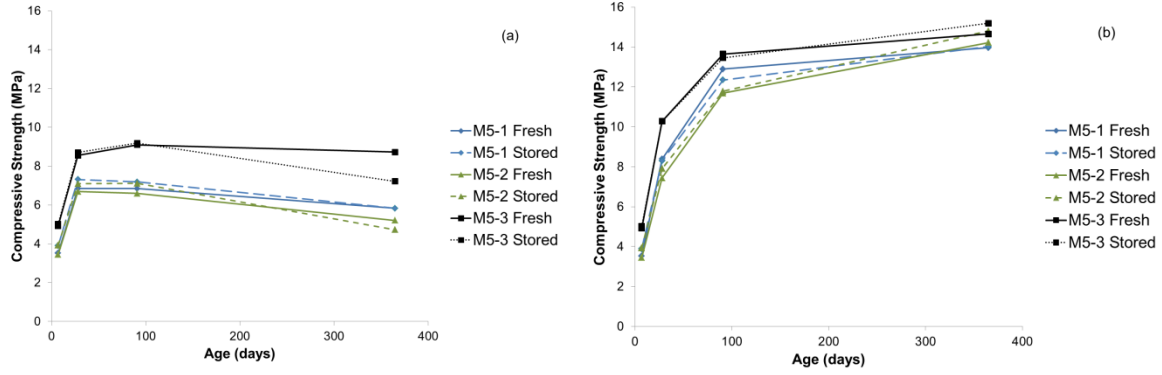 (a)
Compressive Strength (MPa)
16
14
12
10
8
6
4
2
0
0 100 200 300 400
Age (days)
M5-1 Fresh
M5-1 Stored
M5-2 Fresh
M5-2 Stored
M5-3 Fresh
M5-3 Stored
(b)
Compressive Strength (MPa)
16
14
12
10
8
6
4
2
0
0 100 200 300 400
Age (days)
M5-1 Fresh
M5-1 Stored
M5-2 Fresh
M5-2 Stored
M5-3 Fresh
M5-3 Stored